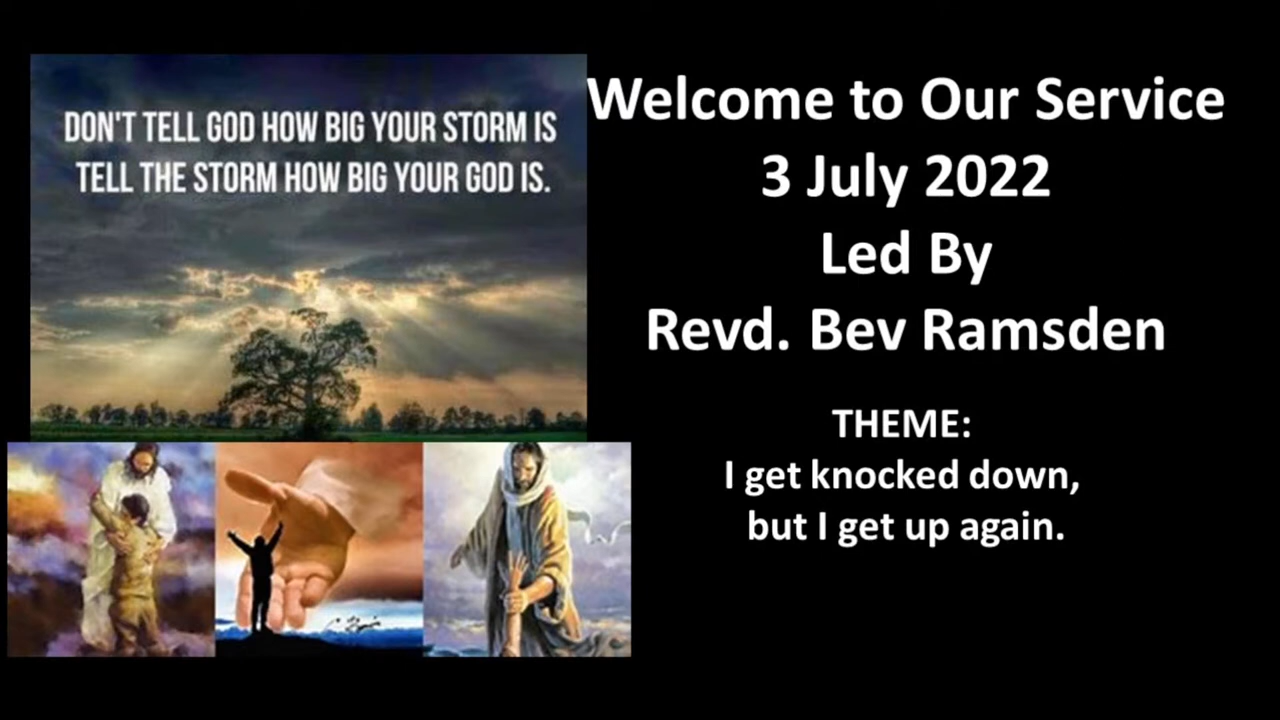 DON'T TELL GOD HOW BIG YOUR STORM IS
TELL THE STORM HOW BIG YOUR GOD IS.
Welcome to Our Service
3 July 2022
Led By
Revd. Bev Ramsden
THEME:
I get knocked down,
but I get up again.